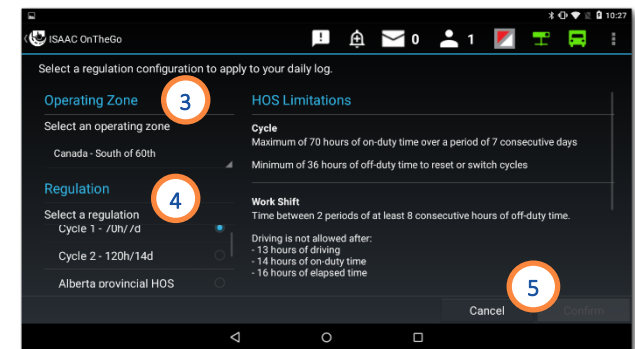 10:27
ISAAC OnTheGo
0
1
Select a regulation configuration to apply to your daily log.
Operating Zone
3
Select an operating zone
Canada - South of 60th
Regulation
4
Select a regulation
Cycle 1 - 70h/7d
Cycle 2 - 120h/14d
Alberta provincial HOS
HOS Limitations
Cycle
Maximum of 70 hours of on-duty time over a period of 7 consecutive days
Minimum of 36 hours of off-duty time to reset or switch cycles
Work Shift
Time between 2 periods of at least 8 consecutive hours of off-duty time.
Driving is not allowed after:
- 13 hours of driving
- 14 hours of on-duty time
- 16 hours of elapsed time
5
Cancel
Confirm